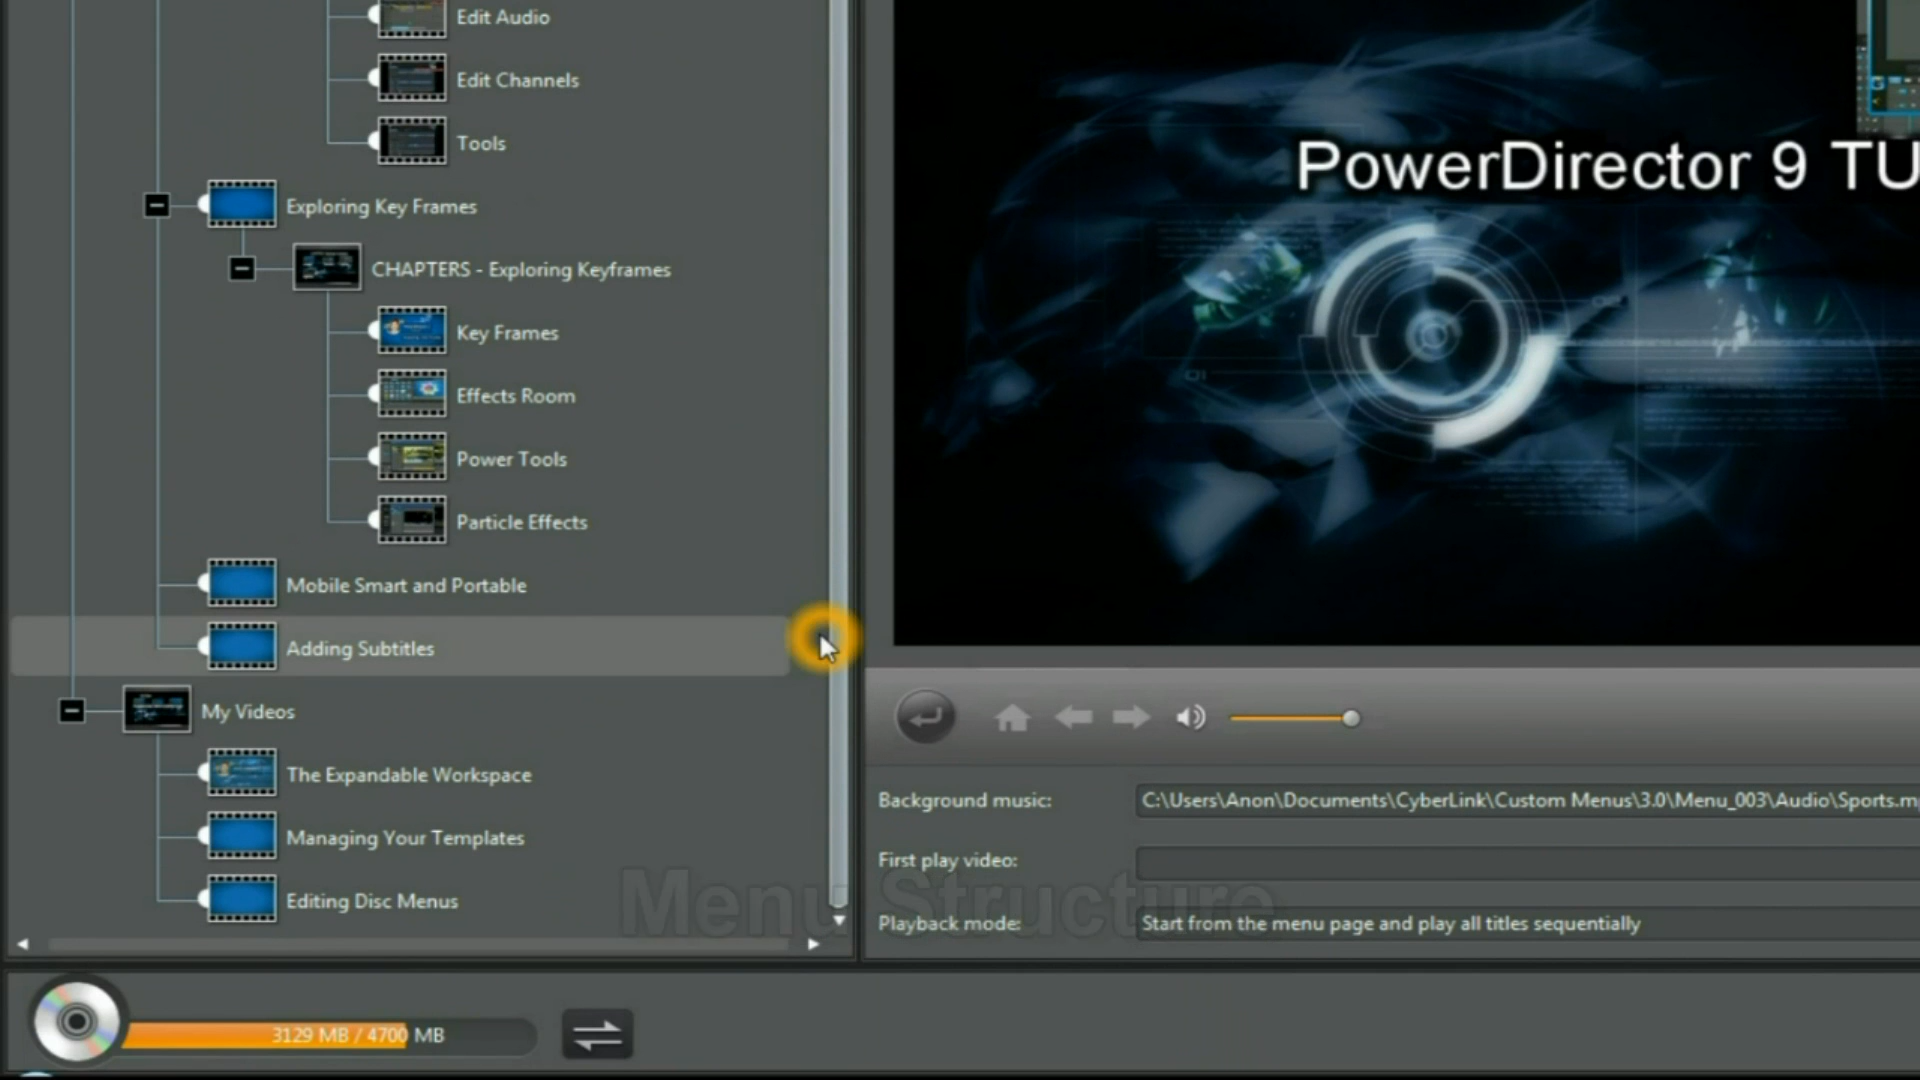 Edit Audio
Edit Channels
Tools
Exploring Key Frames
CHAPTERS - Exploring Keyframes
Key Frames
Effects Room
Power Tools
Particle Effects
Mobile Smart and Portable
Adding Subtitles
My Videos
The Expandable Workspace
Managing Your Templates
Editing Disc Menus
3129 MB / 4700 MB
PowerDirector 9 TU
Background music:
C:\Users\Anon\Documents\CyberLink\Custom Menus\3.0\Menu_003\Audio\Sports.m
First play video:
Playback mode:
Start from the menu page and play all titles sequentially
Menu Structure